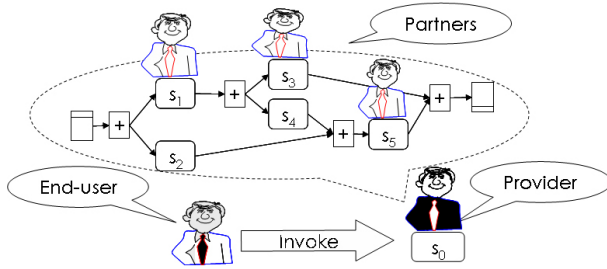 Partners
s3
s1
+
+
+
s4
+
s5
s2
End-user
Provider
Invoke
s0